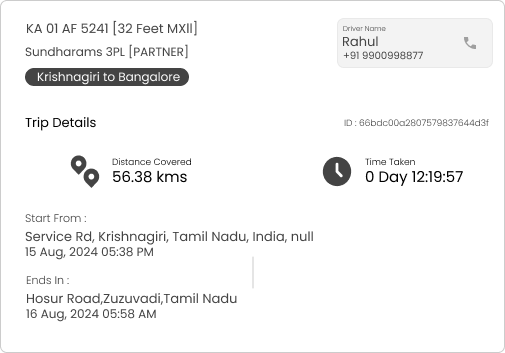 KA 01 AF 5241 [32 Feet MXll]
Sundharams 3PL [PARTNER]
Krishnagiri to Bangalore
Driver Name
Rahul
+91 9900998877
Trip Details
ID : 66bdc00a2807579837644d3f
Distance Covered
56.38 kms
Time Taken
0 Day 12:19:57
Start From :
Service Rd, Krishnagiri, Tamil Nadu, India, null
15 Aug, 2024 05:38 PM
Ends In :
Hosur Road,Zuzuvadi,Tamil Nadu
16 Aug, 2024 05:58 AM